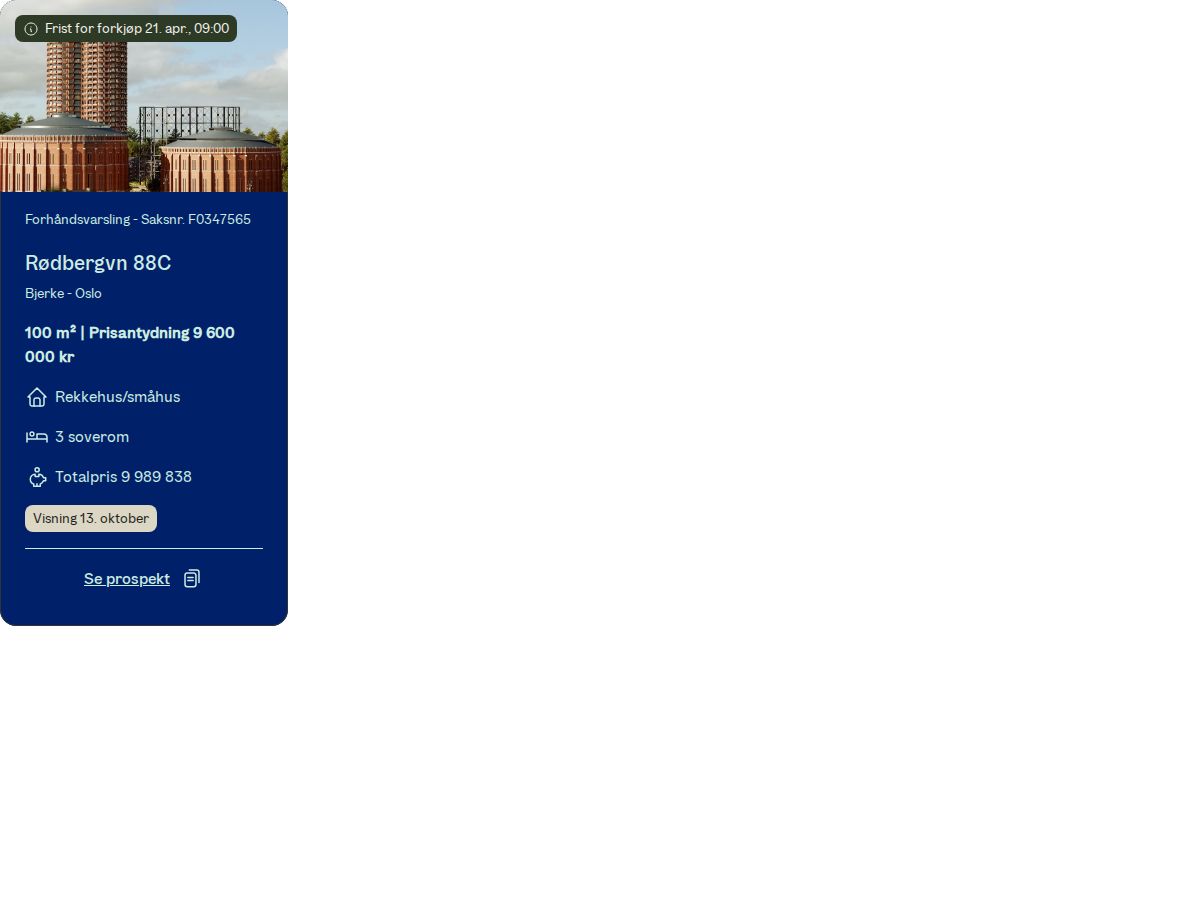 Frist for forkjøp 21. apr., 09:00
Forhåndsvarsling - Saksnr. F0347565
Rødbergvn 88C
Bjerke - Oslo
100 m² | Prisantydning 9 600
000 kr
Rekkehus/småhus
3 soverom
Totalpris 9 989 838
Visning 13. oktober
Se prospekt